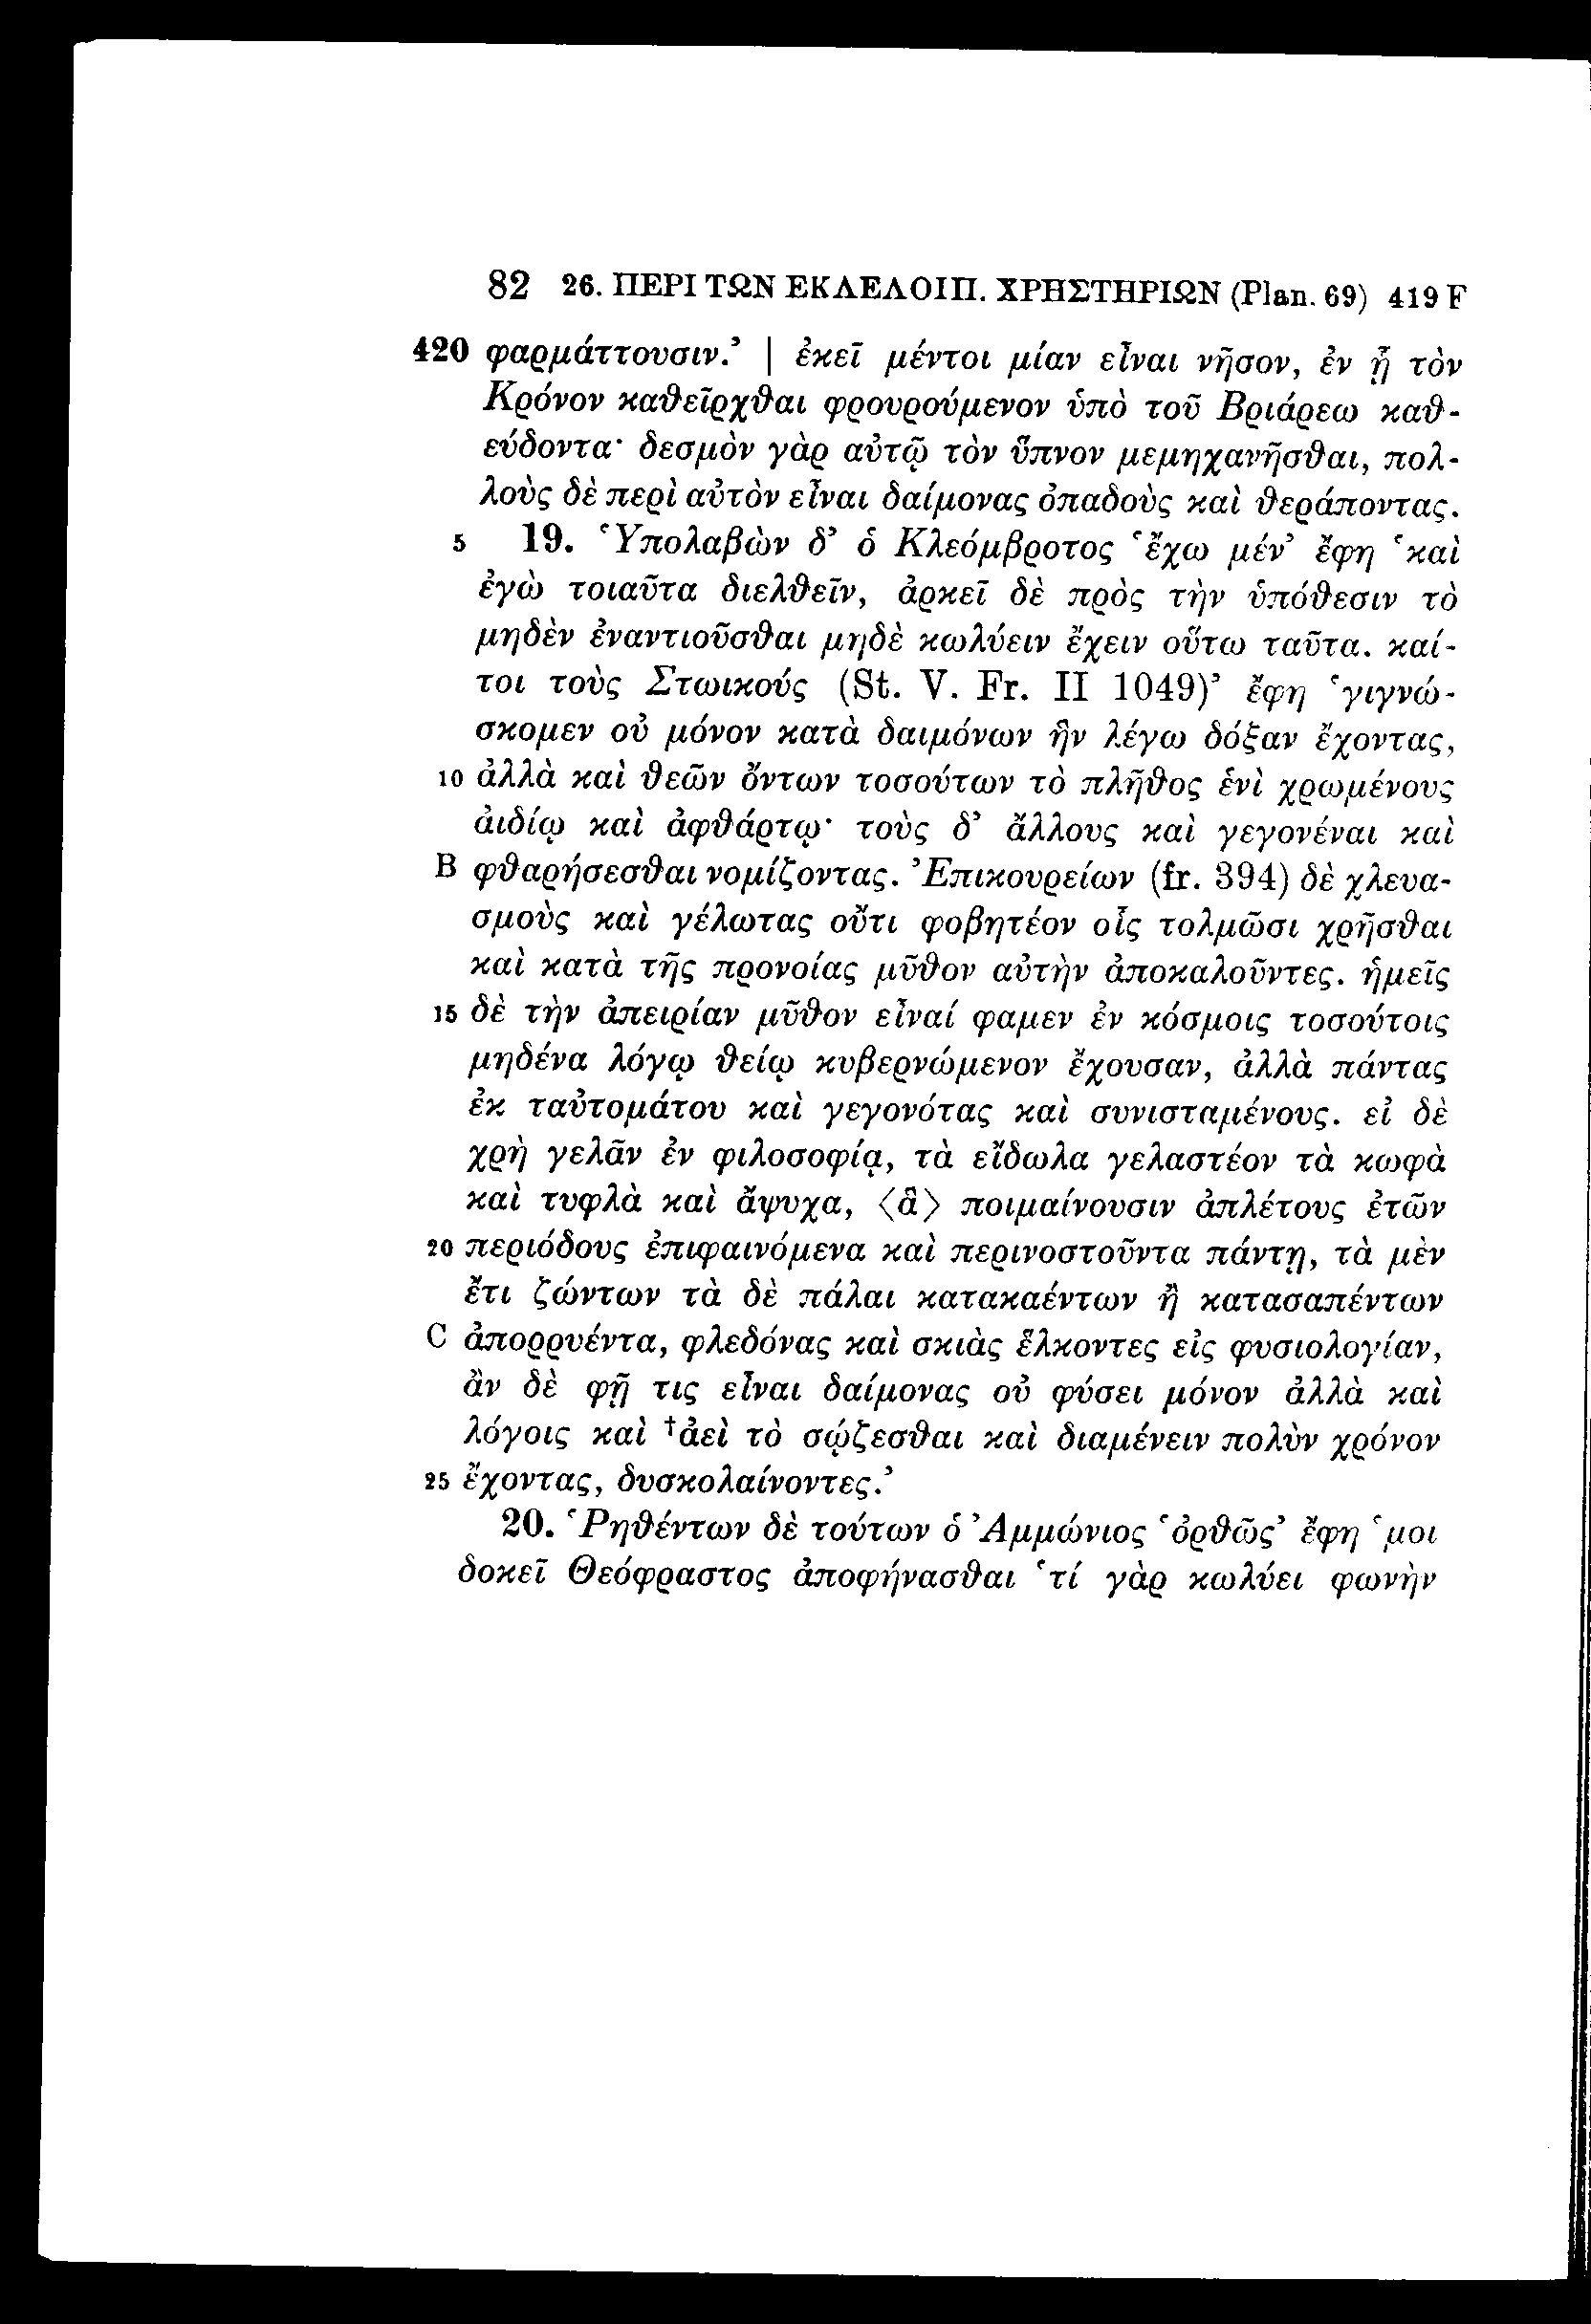 82 26. ΠΕΡΙ ΤΩΝ ΕΚΛΕΛΟΙΠ. ΧΡΗΣΤΗΡΙΩΝ (Plan. 69) 419 F
420 φαρμάττουσιν.’ | ἐκεῖ μέντοι μίαν εἶναι νῆσον, ἐν ᾗ τὸν
Κρόνον καθεῖρχθαι φρουρούμενον ὑπὸ τοῦ Βριάρεω καθ-
εύδοντα· δεσμὸν γὰρ αὐτῷ τὸν ὕπνον μεμηχανῆσθαι, πολ-
λοὺς δὲ περὶ αὐτὸν εἶναι δαίμονας ὀπαδοὺς καὶ θεράποντας.
5 19. Ὑπολαβὼν δ’ ὁ Κλεόμβροτος ‘ἔχω μέν’ ἔφη ‘καὶ
ἐγὼ τοιαῦτα διελθεῖν, ἀρκεῖ δὲ πρὸς τὴν ὑπόθεσιν τὸ
μηδὲν ἐναντιοῦσθαι μηδὲ κωλύειν ἔχειν οὕτω ταῦτα. καί-
τοι τοὺς Στωικούς (St. V. Fr. II 1049)’ ἔφη ‘γιγνώ-
σκομεν οὐ μόνον κατὰ δαιμόνων ἣν λέγω δόξαν ἔχοντας,
10 ἀλλὰ καὶ θεῶν ὄντων τοσούτων τὸ πλῆθος ἑνὶ χρωμένους
ἀιδίῳ καὶ ἀφθάρτῳ· τοὺς δ’ ἄλλους καὶ γεγονέναι καὶ
B φθαρήσεσθαι νομίζοντας. Ἐπικουρείων (fr. 394) δὲ χλευα-
σμοὺς καὶ γέλωτας οὔτι φοβητέον οἷς τολμῶσι χρῆσθαι
καὶ κατὰ τῆς προνοίας μῦθον αὐτὴν ἀποκαλοῦντες. ἡμεῖς
15 δὲ τὴν ἀπειρίαν μῦθον εἶναί φαμεν ἐν κόσμοις τοσούτοις
μηδένα λόγῳ θείῳ κυβερνώμενον ἔχουσαν, ἀλλὰ πάντας
ἐκ ταὐτομάτου καὶ γεγονότας καὶ συνισταμένους. εἰ δὲ
χρὴ γελᾶν ἐν φιλοσοφίᾳ, τὰ εἴδωλα γελαστέον τὰ κωφὰ
καὶ τυφλὰ καὶ ἄψυχα, ⟨ἃ⟩ ποιμαίνουσιν ἀπλέτους ἐτῶν
20 περιόδους ἐπιφαινόμενα καὶ περινοστοῦντα πάντῃ, τὰ μὲν
ἔτι ζώντων τὰ δὲ πάλαι κατακαέντων ἢ κατασαπέντων
C ἀπορρυέντα, φλεδόνας καὶ σκιὰς ἕλκοντες εἰς φυσιολογίαν,
ἂν δὲ φῇ τις εἶναι δαίμονας οὐ φύσει μόνον ἀλλὰ καὶ
λόγοις καὶ †ἀεὶ τὸ σῴζεσθαι καὶ διαμένειν πολὺν χρόνον
25 ἔχοντας, δυσκολαίνοντες.’
20. Ῥηθέντων δὲ τούτων ὁ Ἀμμώνιος ‘ὀρθῶς’ ἔφη ‘μοι
δοκεῖ Θεόφραστος ἀποφήνασθαι ‘τί γὰρ κωλύει φωνὴν